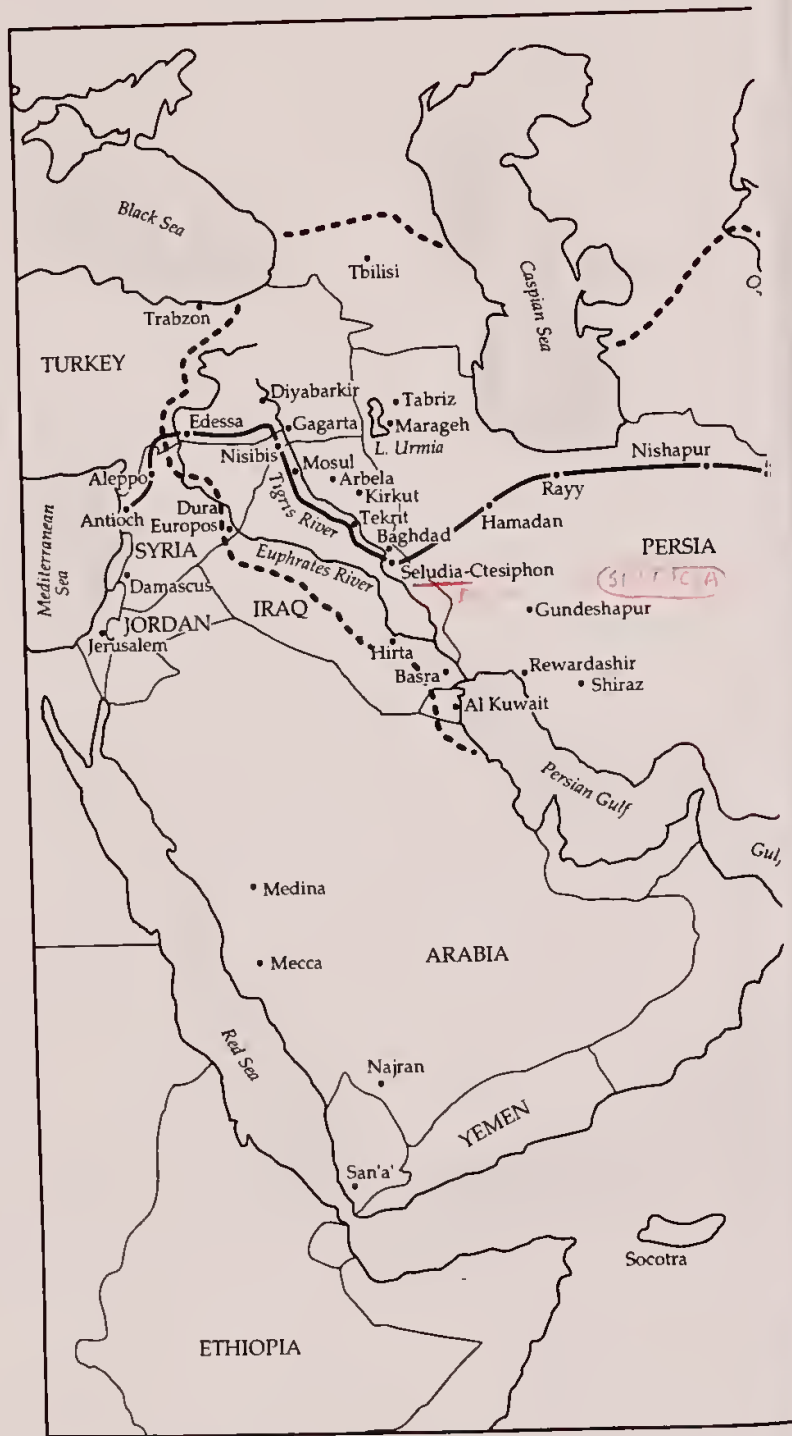 Black Sea
Tbilisi
Caspian Sea
Trabzon
TURKEY
Diyabarkir
Tabriz
Edessa
Gagarta
Marageh
L. Urmia
Nisibis
Nishapur
Aleppo
Mosul
Arbela
Rayy
Kirkut
Antioch
Dura
Europos
Tigris River
Tekrit
Hamadan
Baghdad
SYRIA
Mediterranean
Sea
Euphrates River
PERSIA
Seludia-Ctesiphon
Damascus
IRAQ
Gundeshapur
JORDAN
Jerusalem
Hirta
Basra
Rewardashir
Shiraz
Al Kuwait
Persian Gulf
Gul,
Medina
Mecca
ARABIA
Red Sea
Najran
YEMEN
San'a'
Socotra
ETHIOPIA